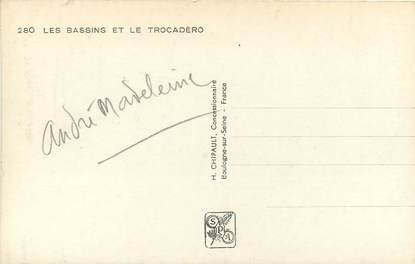 280 LES BASSINS ET LE TROCADÉRO
André Madeleine
H. CHIPAULT, Concessionnaire
Boulogne-sur-Seine - France
S P A